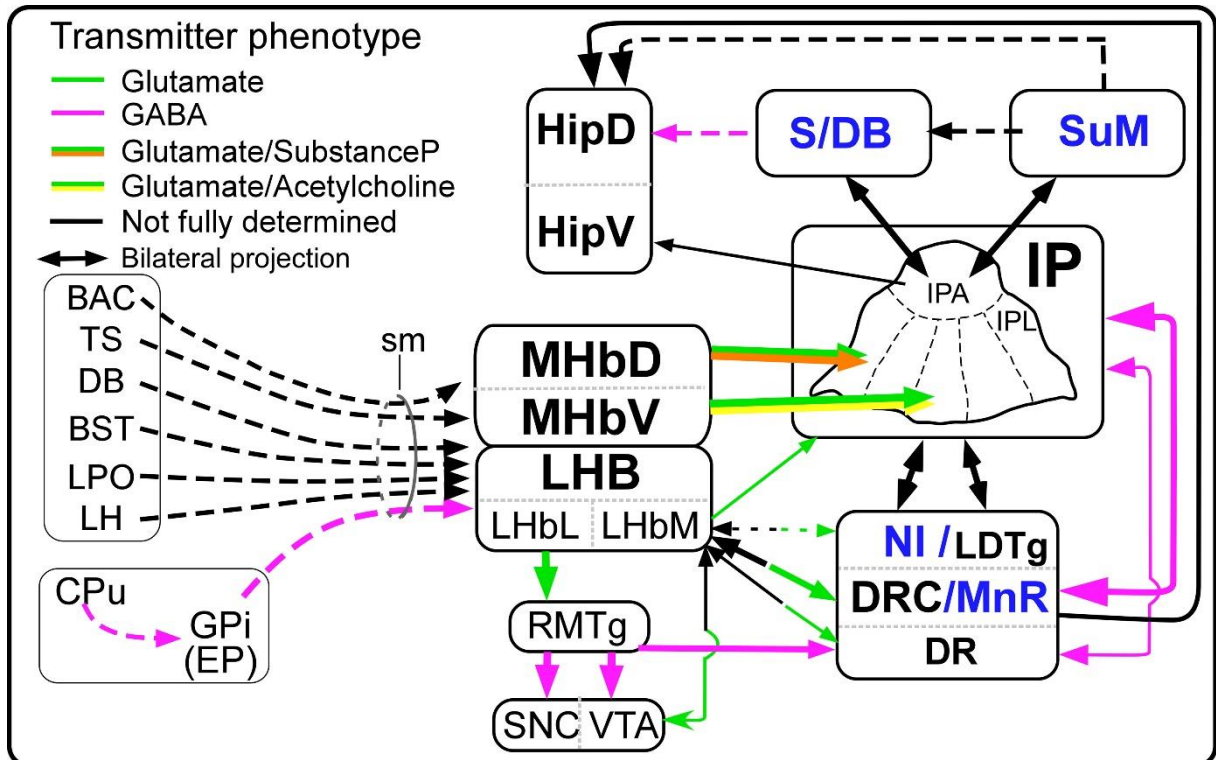 Transmitter phenotype
Glutamate
GABA
Glutamate/SubstanceP
Glutamate/Acetylcholine
Not fully determined
Bilateral projection
HipD
HipV
S/DB
SuM
IP
IPA
IPL
BAC
TS
DB
BST
LPO
LH
sm
MHbD
MHbV
LHB
LHbL
LHbM
CPu
GPi
(EP)
RMTg
SNC
VTA
NI /LDTg
DRC/MnR
DR